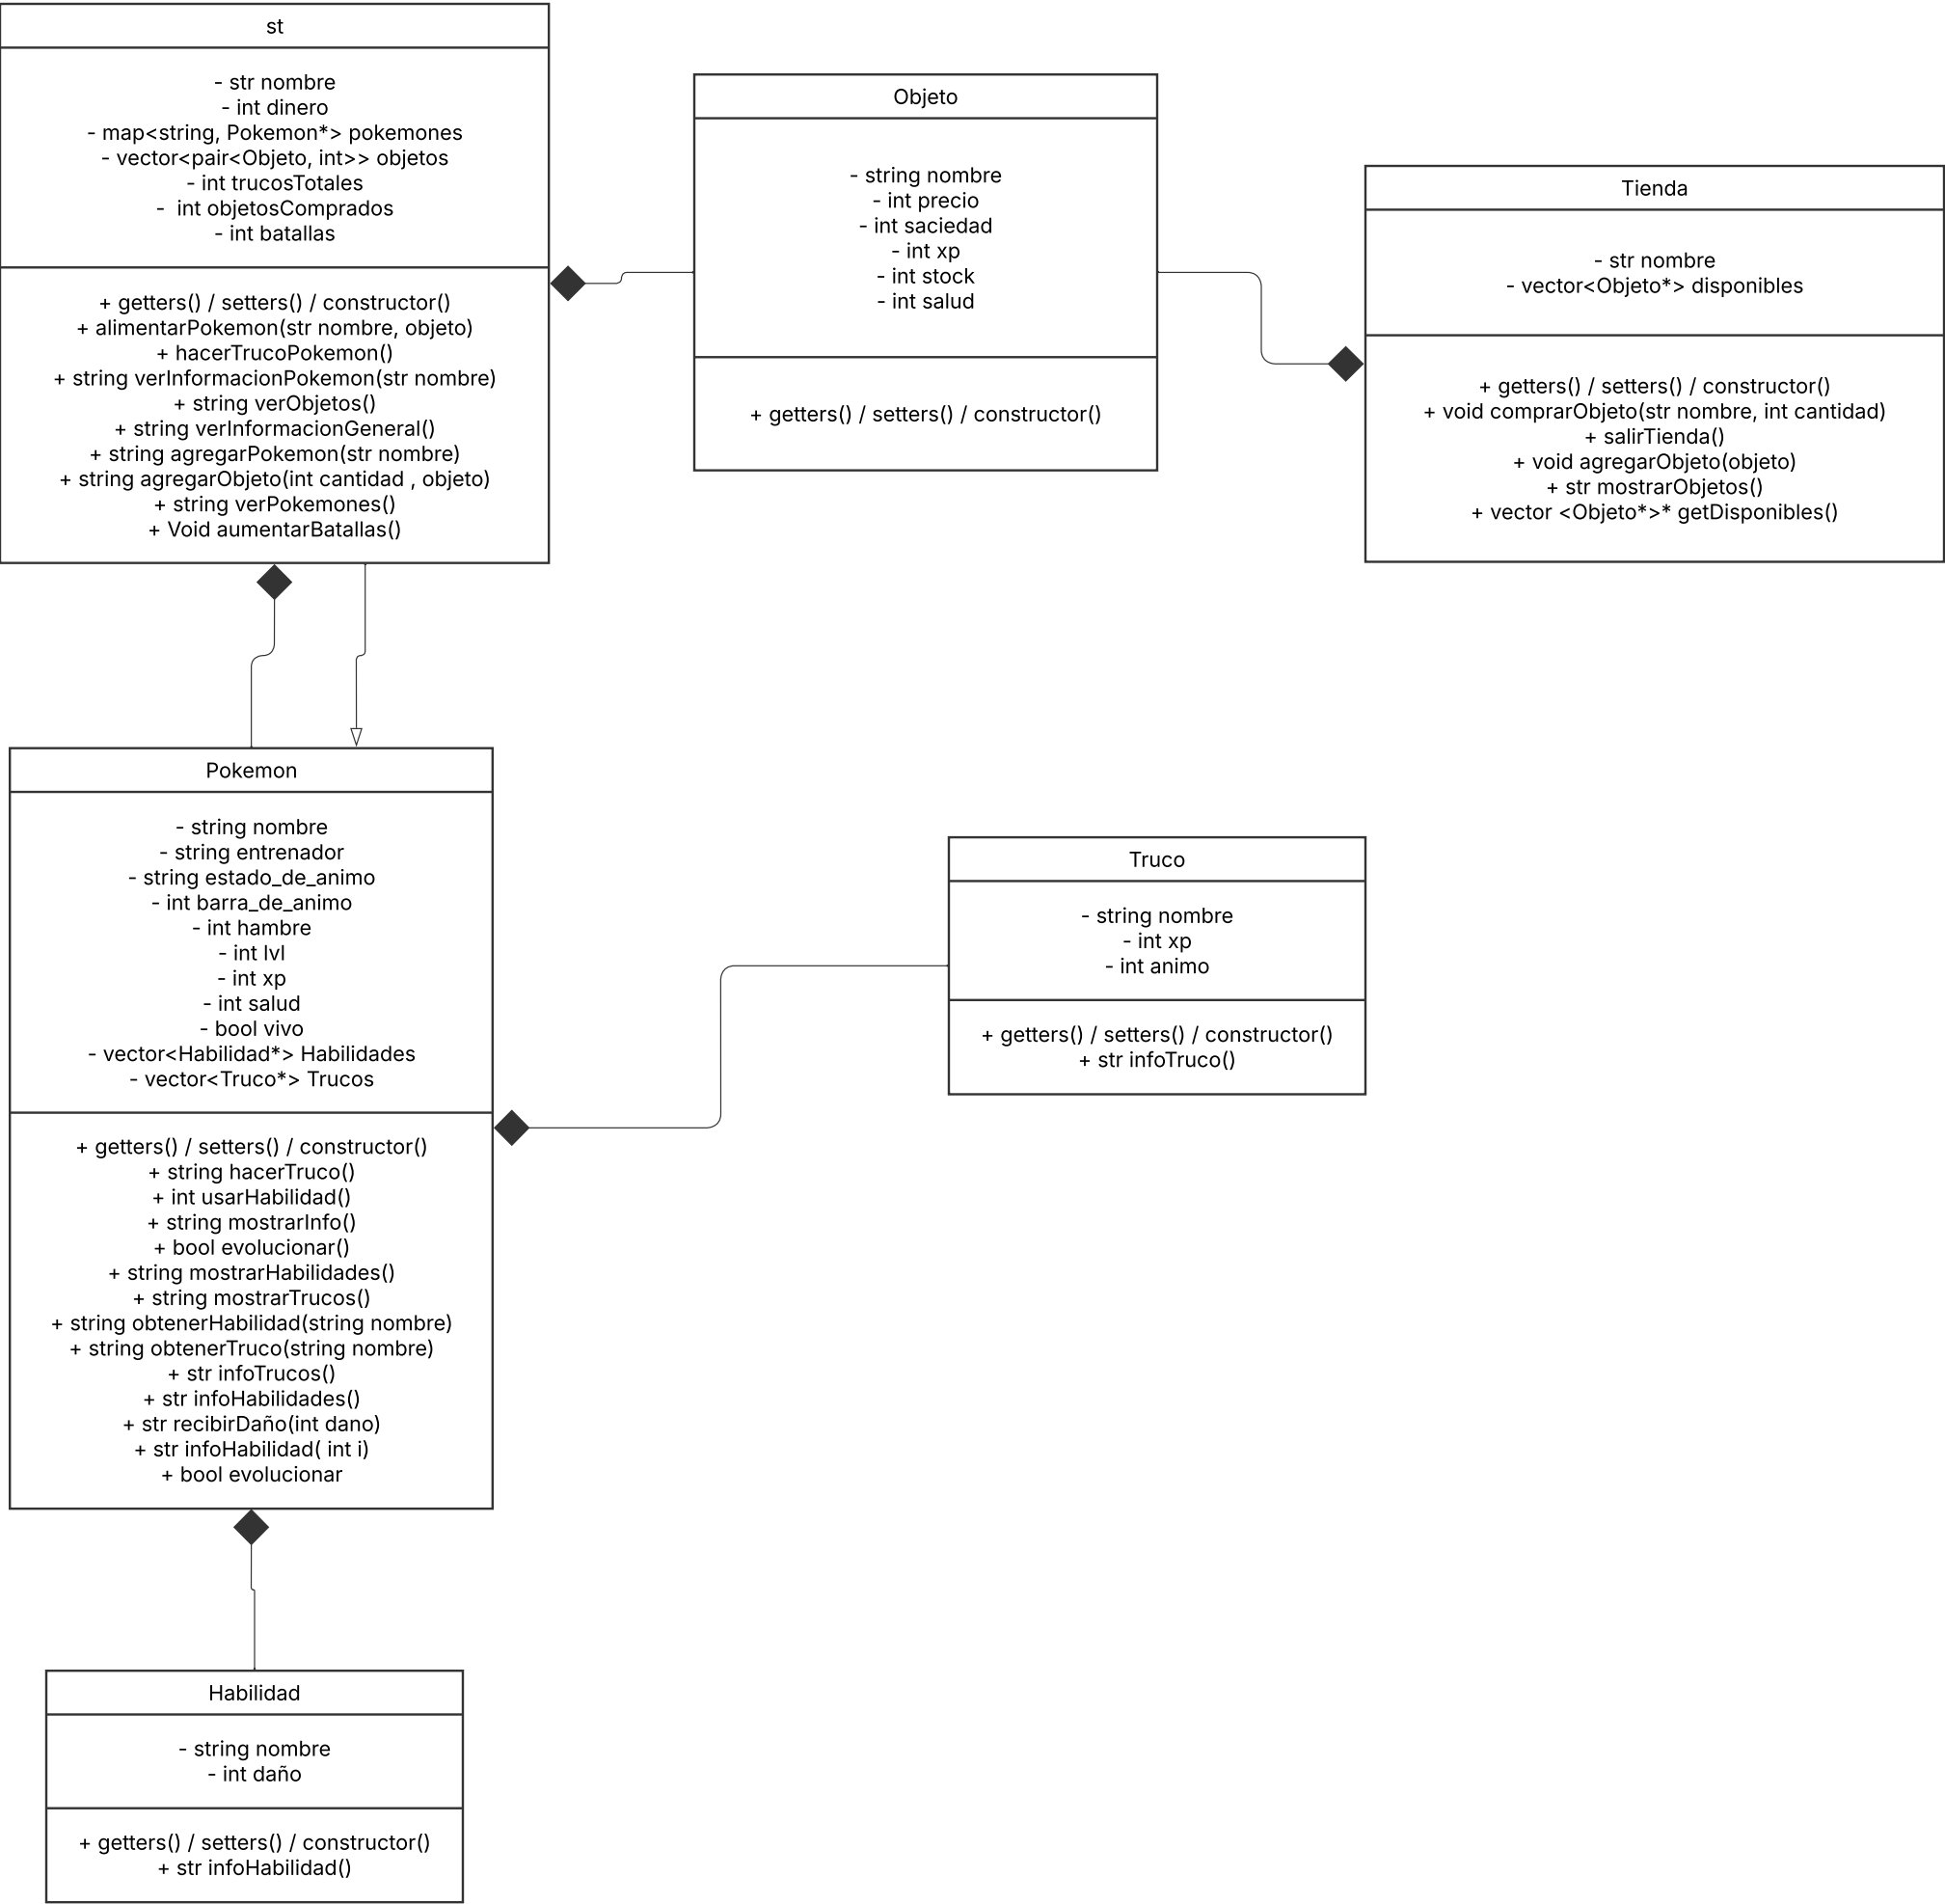 st
- str nombre
- int dinero
- map<string, Pokemon*> pokemones
- vector<pair<Objeto, int>> objetos
- int trucosTotales
-  int objetosComprados
- int batallas
+ getters() / setters() / constructor()
+ alimentarPokemon(str nombre, objeto)
+ hacerTrucoPokemon()
+ string verInformacionPokemon(str nombre)
+ string verObjetos()
+ string verInformacionGeneral()
+ string agregarPokemon(str nombre)
+ string agregarObjeto(int cantidad , objeto)
+ string verPokemones()
+ Void aumentarBatallas()
Objeto
- string nombre
- int precio
- int saciedad
- int xp
- int stock
- int salud
+ getters() / setters() / constructor()
Tienda
- str nombre
- vector<Objeto*> disponibles
+ getters() / setters() / constructor()
+ void comprarObjeto(str nombre, int cantidad)
+ salirTienda()
+ void agregarObjeto(objeto)
+ str mostrarObjetos()
+ vector <Objeto*>* getDisponibles()
Pokemon
- string nombre
- string entrenador
- string estado_de_animo
- int barra_de_animo
- int hambre
- int lvl
- int xp
- int salud
- bool vivo
- vector<Habilidad*> Habilidades
- vector<Truco*> Trucos
+ getters() / setters() / constructor()
+ string hacerTruco()
+ int usarHabilidad()
+ string mostrarInfo()
+ bool evolucionar()
+ string mostrarHabilidades()
+ string mostrarTrucos()
+ string obtenerHabilidad(string nombre)
+ string obtenerTruco(string nombre)
+ str infoTrucos()
+ str infoHabilidades()
+ str recibirDaño(int dano)
+ str infoHabilidad( int i)
+ bool evolucionar
Truco
- string nombre
- int xp
- int animo
+ getters() / setters() / constructor()
+ str infoTruco()
Habilidad
- string nombre
- int daño
+ getters() / setters() / constructor()
+ str infoHabilidad()